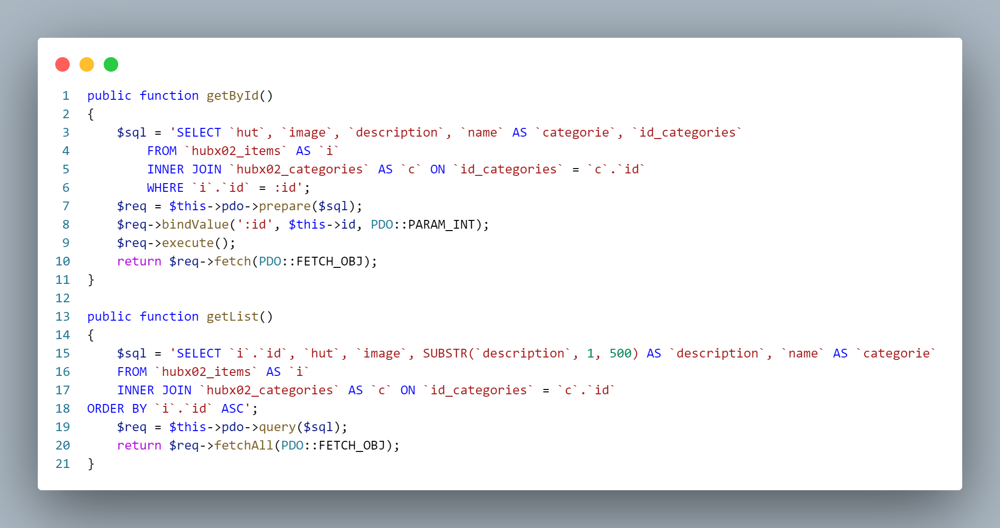 1 public function getById()
2 {
3     $sql = 'SELECT `hut`, `image`, `description`, `name` AS `categorie`, `id_categories`
4         FROM `hubx02_items` AS `i`
5         INNER JOIN `hubx02_categories` AS `c` ON `id_categories` = `c`.`id`
6         WHERE `i`.`id` = :id';
7     $req = $this->pdo->prepare($sql);
8     $req->bindValue(':id', $this->id, PDO::PARAM_INT);
9     $req->execute();
10     return $req->fetch(PDO::FETCH_OBJ);
11 }
12
13 public function getList()
14 {
15     $sql = 'SELECT `i`.`id`, `hut`, `image`, SUBSTR(`description`, 1, 500) AS `description`, `name` AS `categorie`
16     FROM `hubx02_items` AS `i`
17     INNER JOIN `hubx02_categories` AS `c` ON `id_categories` = `c`.`id`
18 ORDER BY `i`.`id` ASC';
19     $req = $this->pdo->query($sql);
20     return $req->fetchAll(PDO::FETCH_OBJ);
21 }